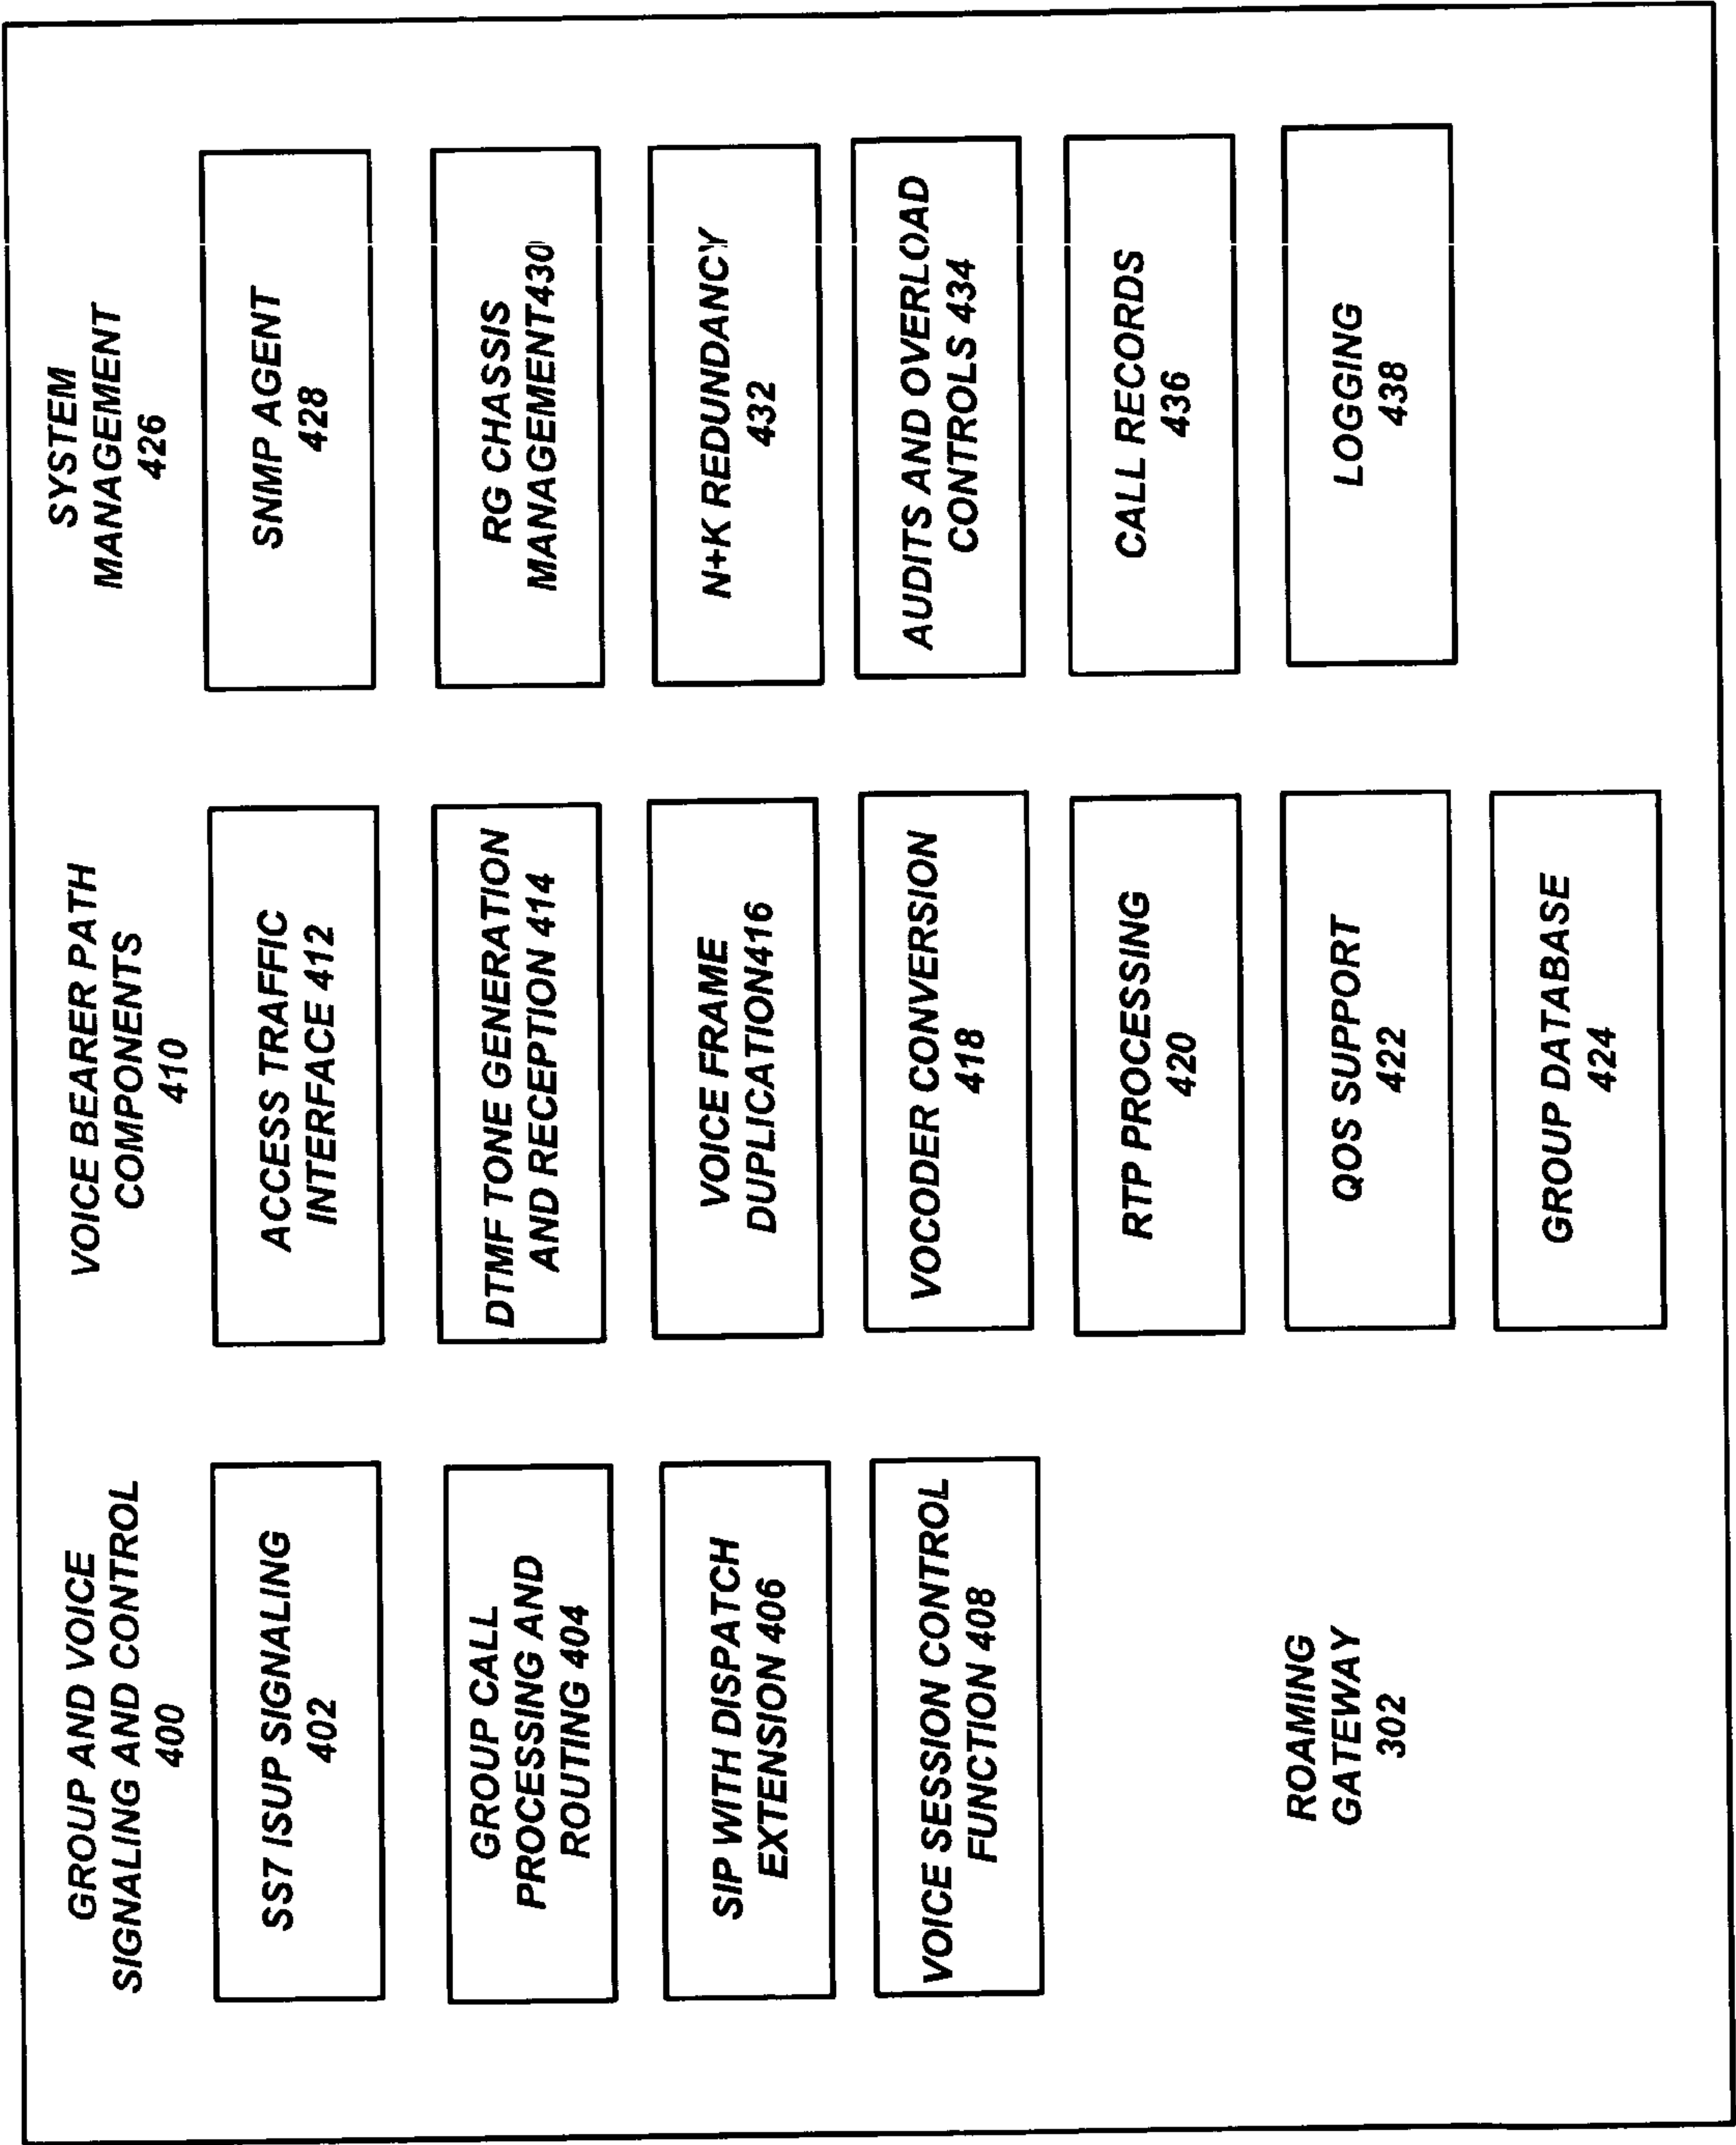 GROUP AND VOICE
SIGNALING AND CONTROL
400
SS7 ISUP SIGNALING
402
GROUP CALL
PROCESSING AND
ROUTING 404
SIP WITH DISPATCH
EXTENSION 406
VOICE SESSION CONTROL
FUNCTION 408
ROAMING
GATEWAY
302
VOICE BEARER PATH
COMPONENTS
410
ACCESS TRAFFIC
INTERFACE 412
DTMF TONE GENERATION
AND RECEPTION 414
VOICE FRAME
DUPLICATION416
VOCODER CONVERSION
418
RTP PROCESSING
420
QOS SUPPORT
422
GROUP DATABASE
424
SYSTEM
MANAGEMENT
426
SNMP AGENT
428
RG CHASSIS
MANAGEMENT430
N+K REDUNDANCY
432
AUDITS AND OVERLOAD
CONTROLS 434
CALL RECORDS
436
LOGGING
438